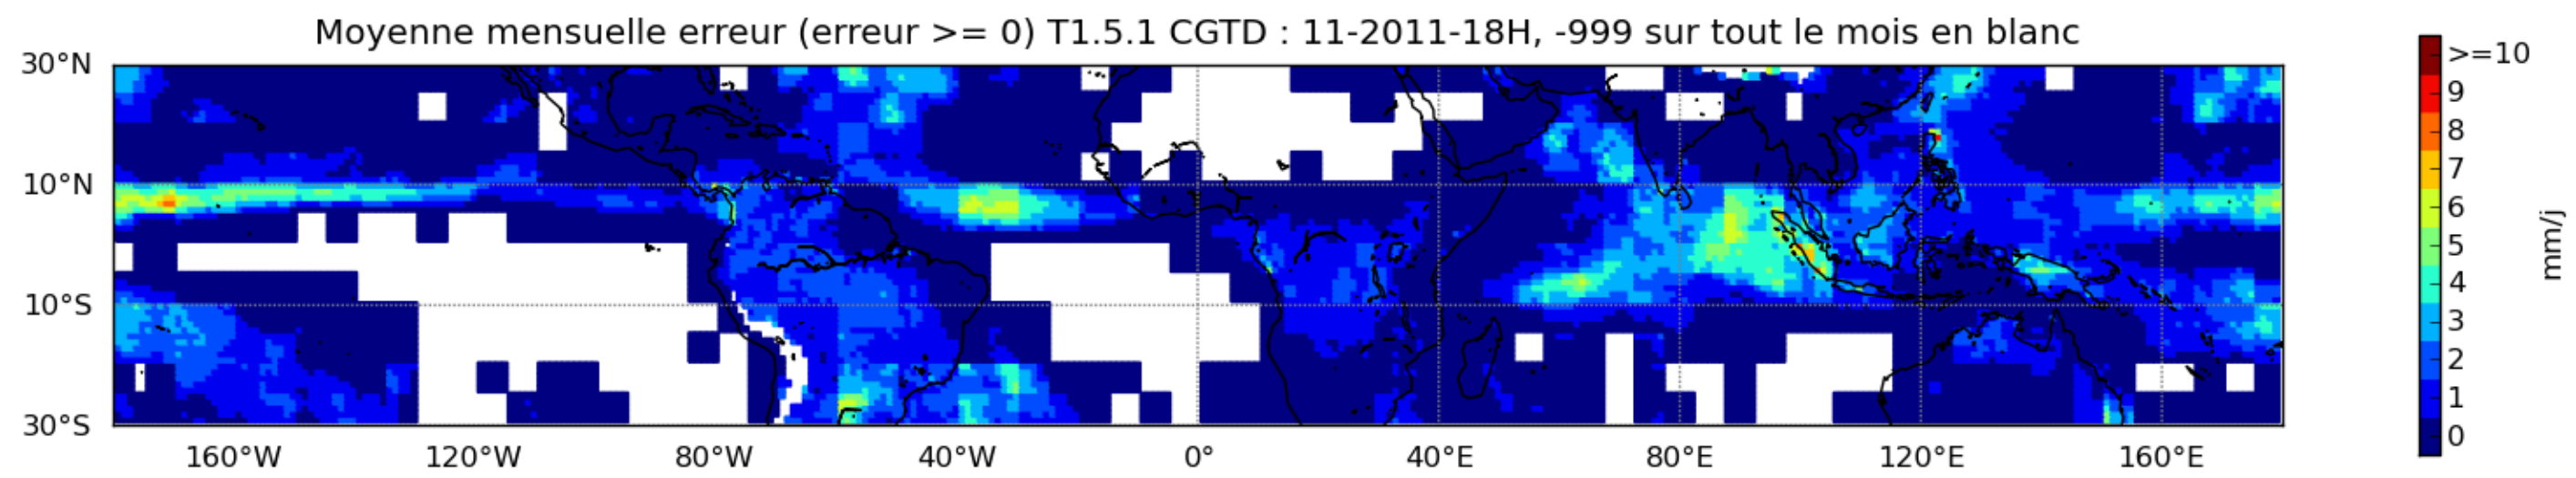 Moyenne mensuelle erreur (erreur >= 0) T1.5.1 CGTD : 11-2011-18H, -999 sur tout le mois en blanc
30°N
10°N
10°S
30°S
160°W 120°W 80°W 40°W 0° 40°E 80°E 120°E 160°E
>=10
9
8
7
6
5
4
3
2
1
0
mm/j